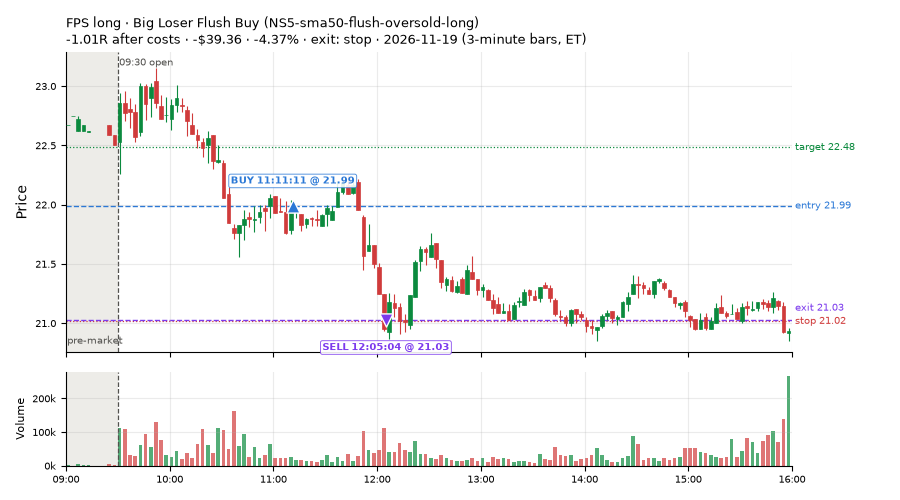 FPS long · Big Loser Flush Buy (NS5-sma50-flush-oversold-long)
-1.01R after costs · -$39.36 · -4.37% · exit: stop · 2026-11-19 (3-minute bars, ET)
09:30 open
23.0
22.5
22.0
21.5
21.0
Price
target 22.48
BUY 11:11:11 @ 21.99
entry 21.99
exit 21.03
stop 21.02
pre-market
SELL 12:05:04 @ 21.03
200k
100k
0k
Volume
09:00 10:00 11:00 12:00 13:00 14:00 15:00 16:00